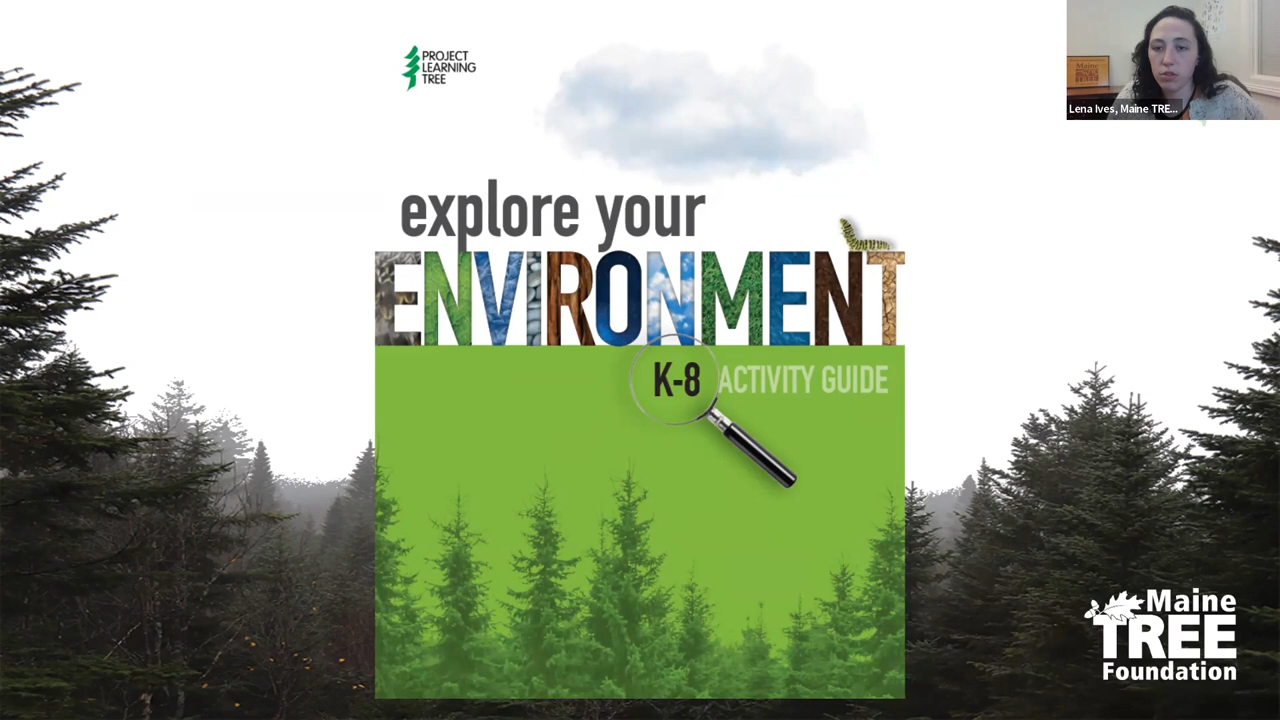 PROJECT
LEARNING
TREE
Lena Ives, Maine TRE...
explore your
ENVIRONMENT
K-8 ACTIVITY GUIDE
Maine
TREE
Foundation